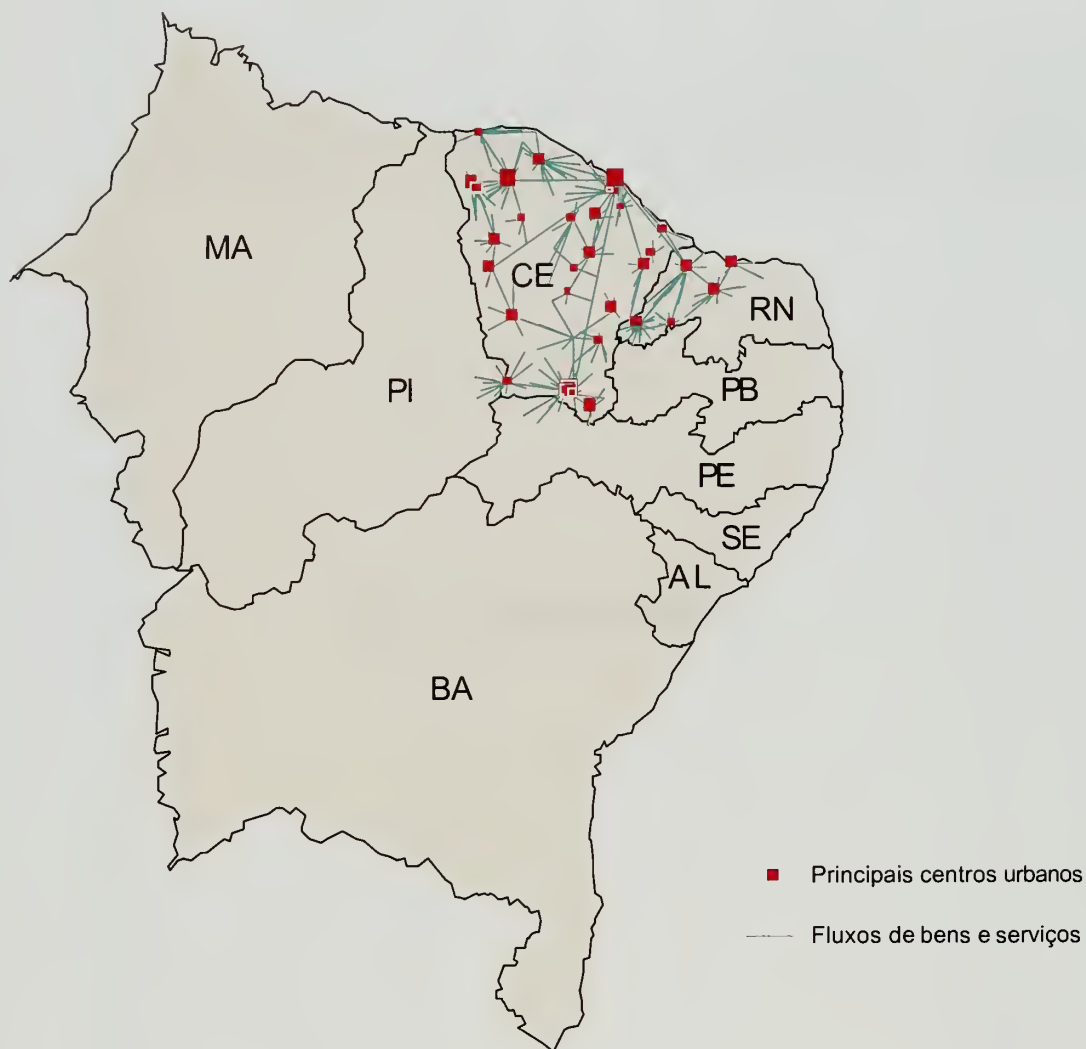 MA
CE
RN
PI
PB
PE
SE
AL
BA
Principais centros urbanos
Fluxos de bens e serviços